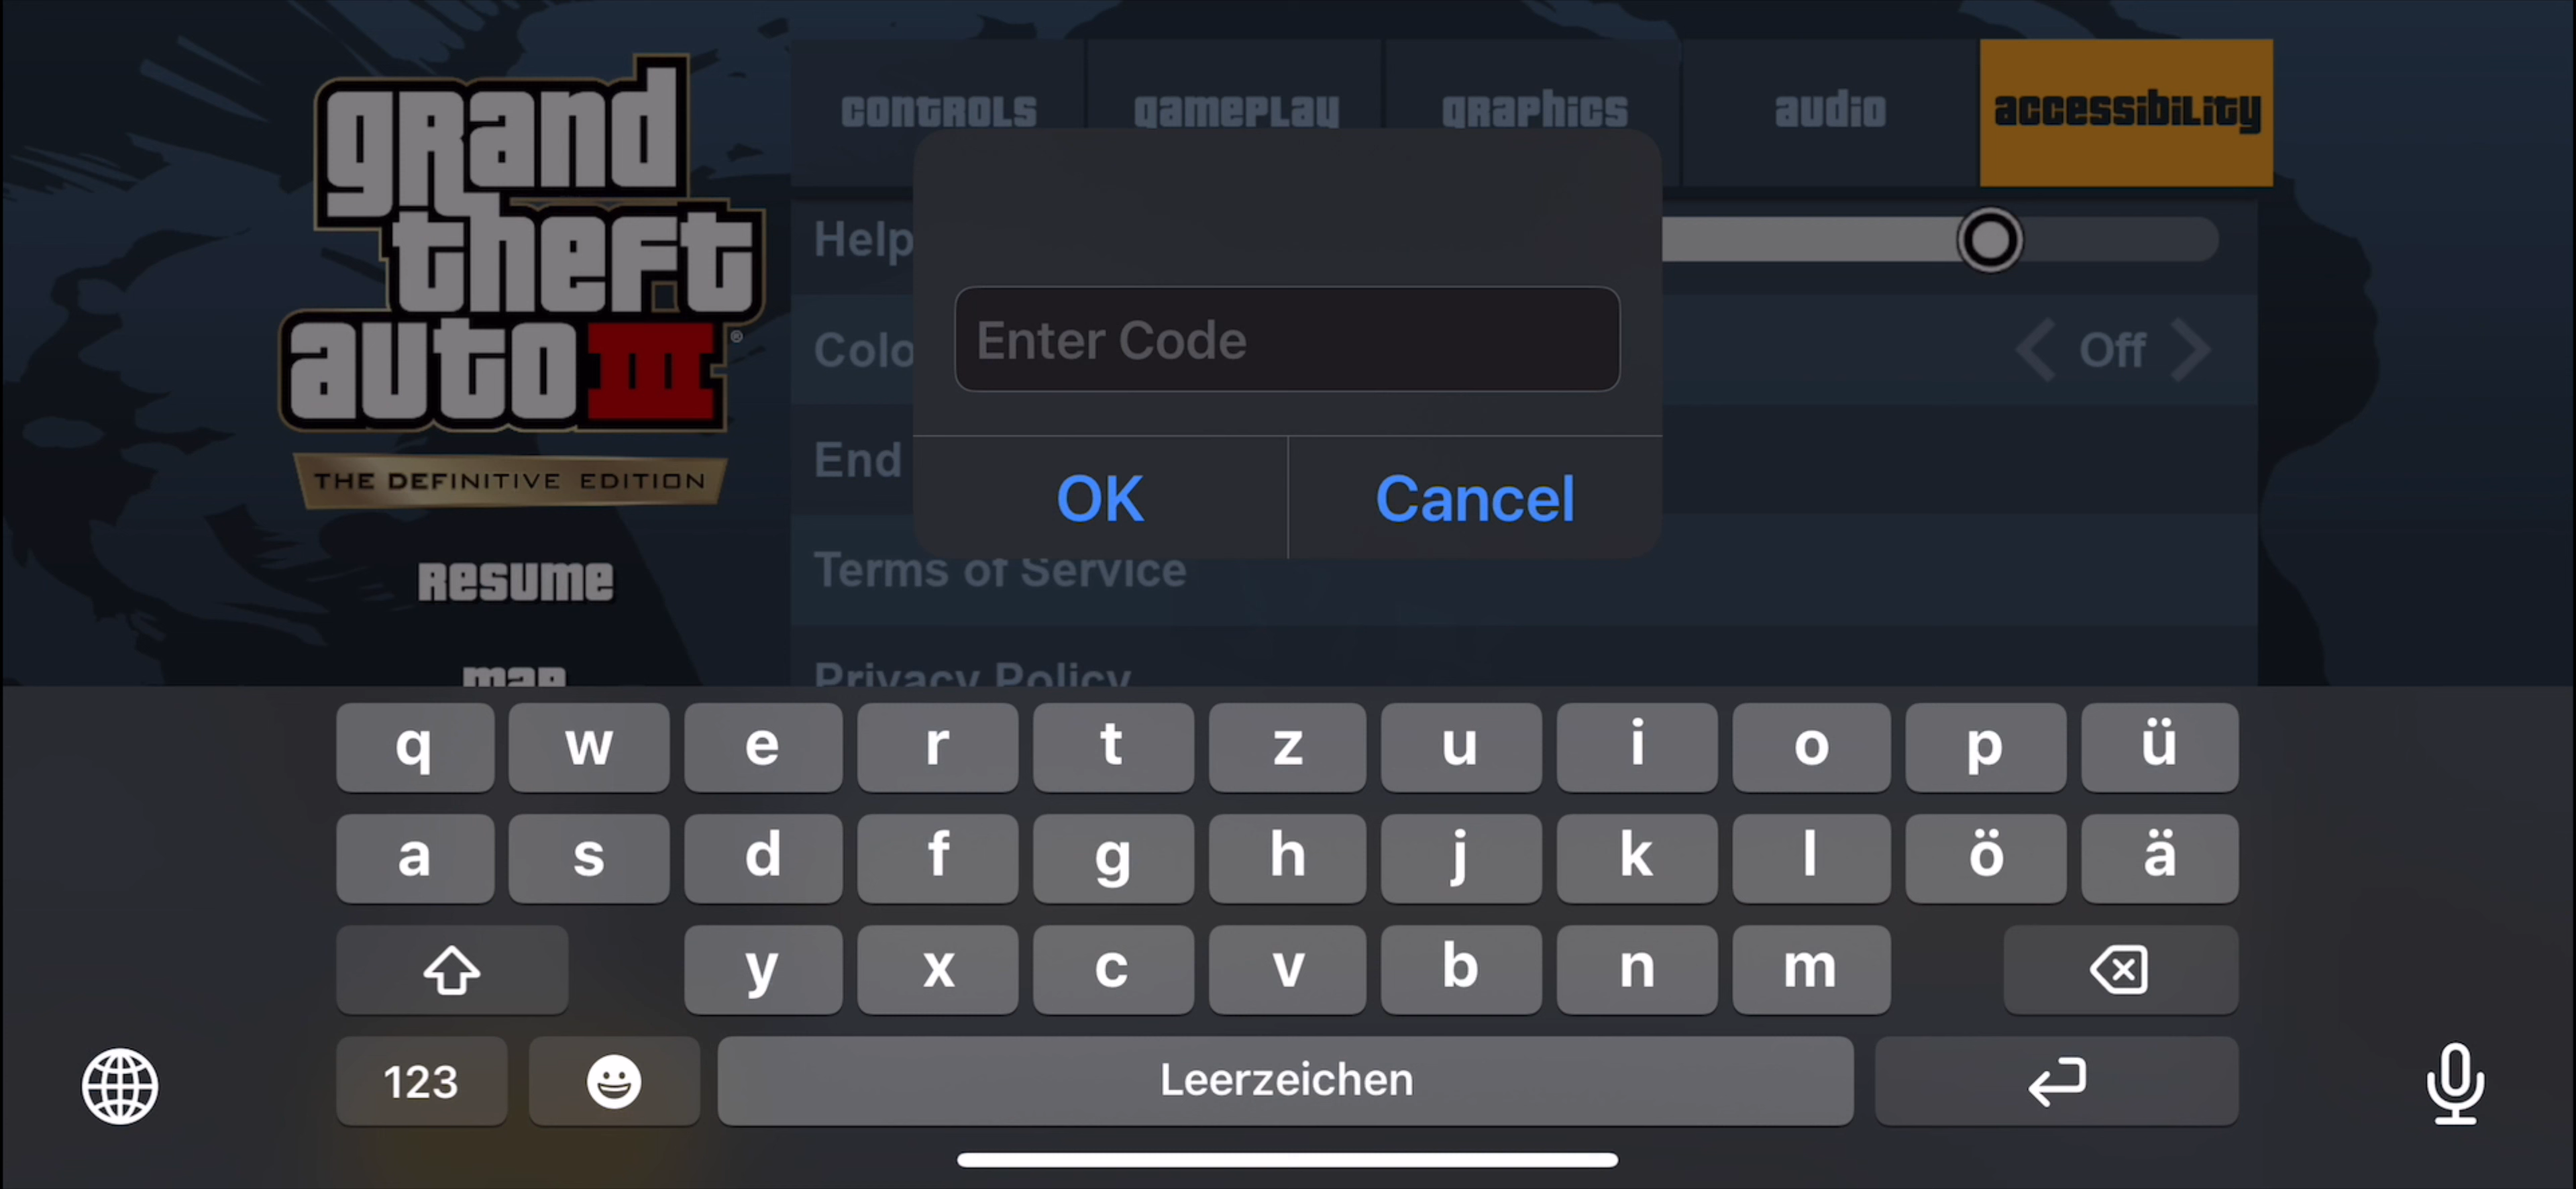 grand
theft
auto III®
THE DEFINITIVE EDITION
Resume
map
controls gameplay graphics audio accessibility
Help
Colo
Off
End
Terms of Service
Privacy Policy
Enter Code
OK Cancel
q w e r t z u i o p ü
a s d f g h j k l ö ä
y x c v b n m
123 Leerzeichen